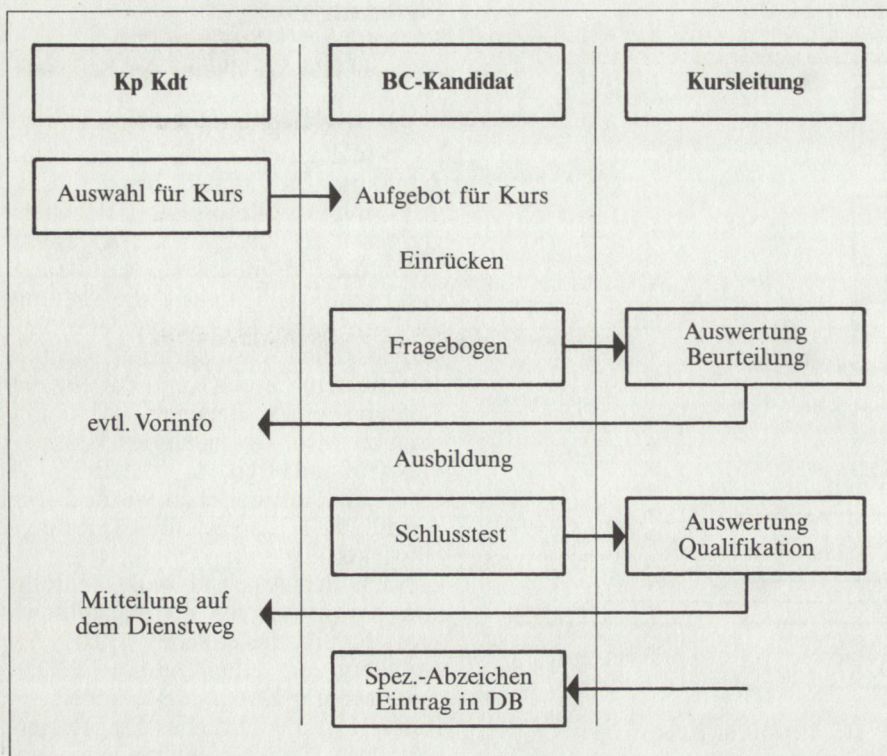 Kp Kdt
BC-Kandidat
Kursleitung
Auswahl für Kurs
Aufgebot für Kurs
Einrücken
Fragebogen
Auswertung
Beurteilung
evtl. Vorinfo
Ausbildung
Schlusstest
Auswertung
Qualifikation
Mitteilung auf
dem Dienstweg
Spez.-Abzeichen
Eintrag in DB